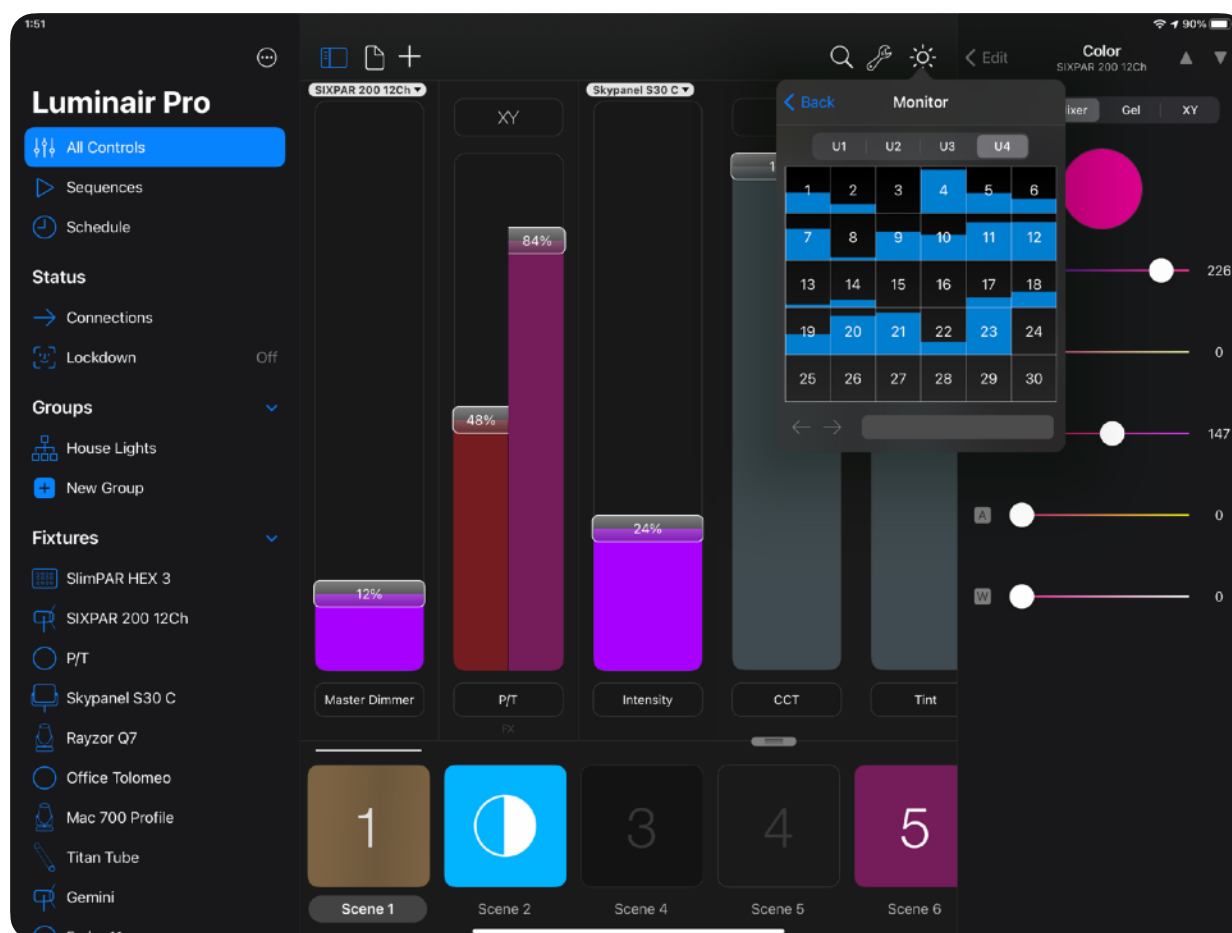 1:51
90%
Luminair Pro
All Controls
Sequences
Schedule
Status
Connections
Lockdown Off
Groups
House Lights
New Group
Fixtures
SlimPAR HEX 3
SIXPAR 200 12Ch
P/T
Skypanel S30 C
Rayzor Q7
Office Tolomeo
Mac 700 Profile
Titan Tube
Gemini
SIXPAR 200 12Ch
Skypanel S30 C
XY
84%
48%
24%
12%
1
Master Dimmer
P/T
FX
Intensity
CCT
Tint
1
3
4
5
Scene 1
Scene 2
Scene 4
Scene 5
Scene 6
Back Monitor
U1 U2 U3 U4
1 2 3 4 5 6
7 8 9 10 11 12
13 14 15 16 17 18
19 20 21 22 23 24
25 26 27 28 29 30
Edit
Color
SIXPAR 200 12Ch
ixer Gel XY
226
0
147
A 0
W 0